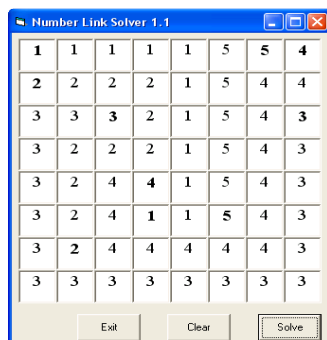 Number Link Solver 1.1
1 1 1 1 1 5 5 4
2 2 2 2 1 5 4 4
3 3 3 2 1 5 4 3
3 2 2 2 1 5 4 3
3 2 4 4 1 5 4 3
3 2 4 1 1 5 4 3
3 2 4 4 4 4 4 3
3 3 3 3 3 3 3 3
Exit Clear Solve